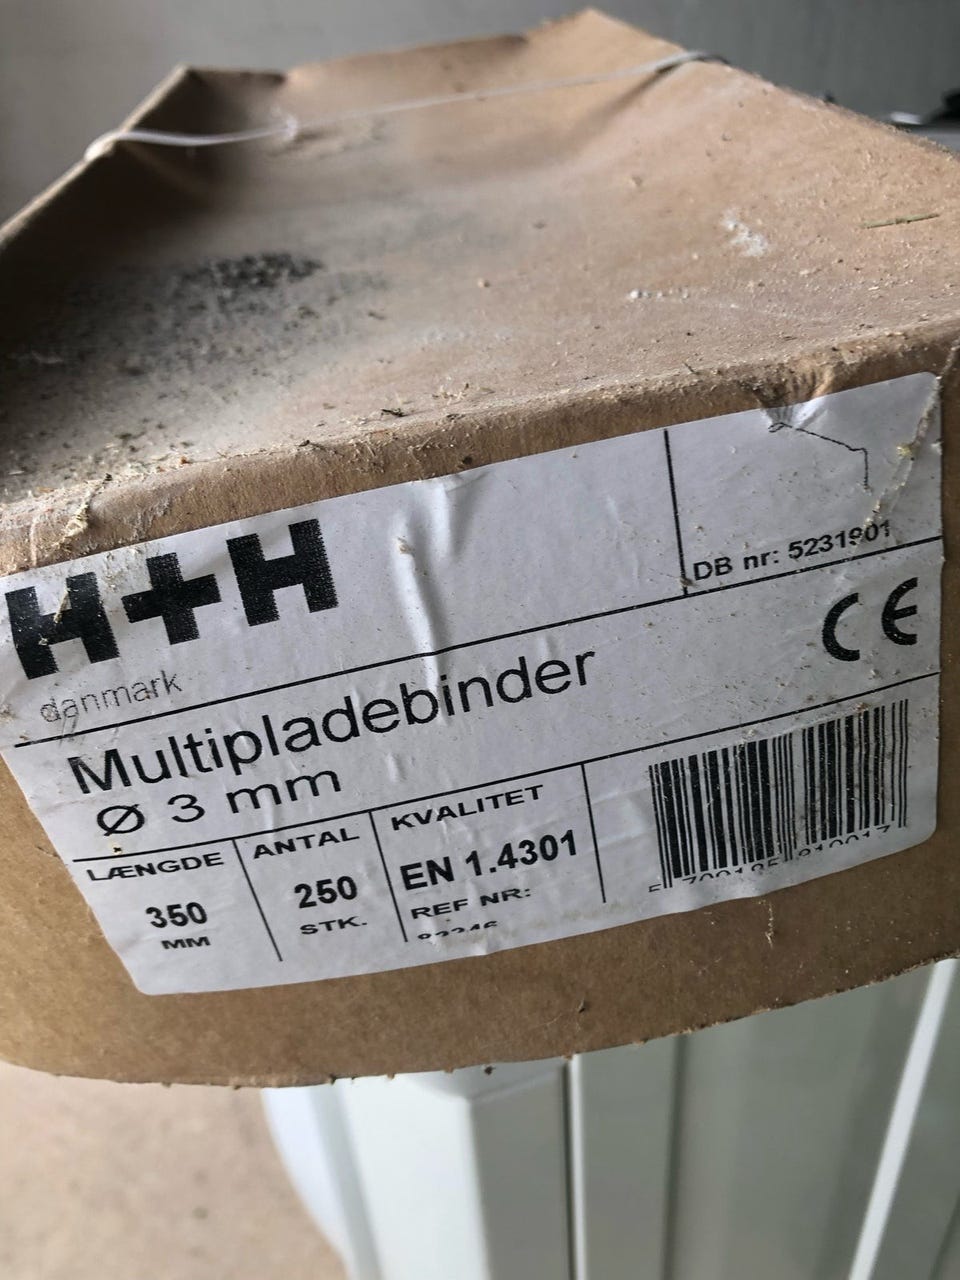 H+H
danmark
DB nr: 5231901
CE
Multipladebinder
Ø 3 mm
LÆNGDE
350
MM
ANTAL
250
STK.
KVALITET
EN 1.4301
REF NR: